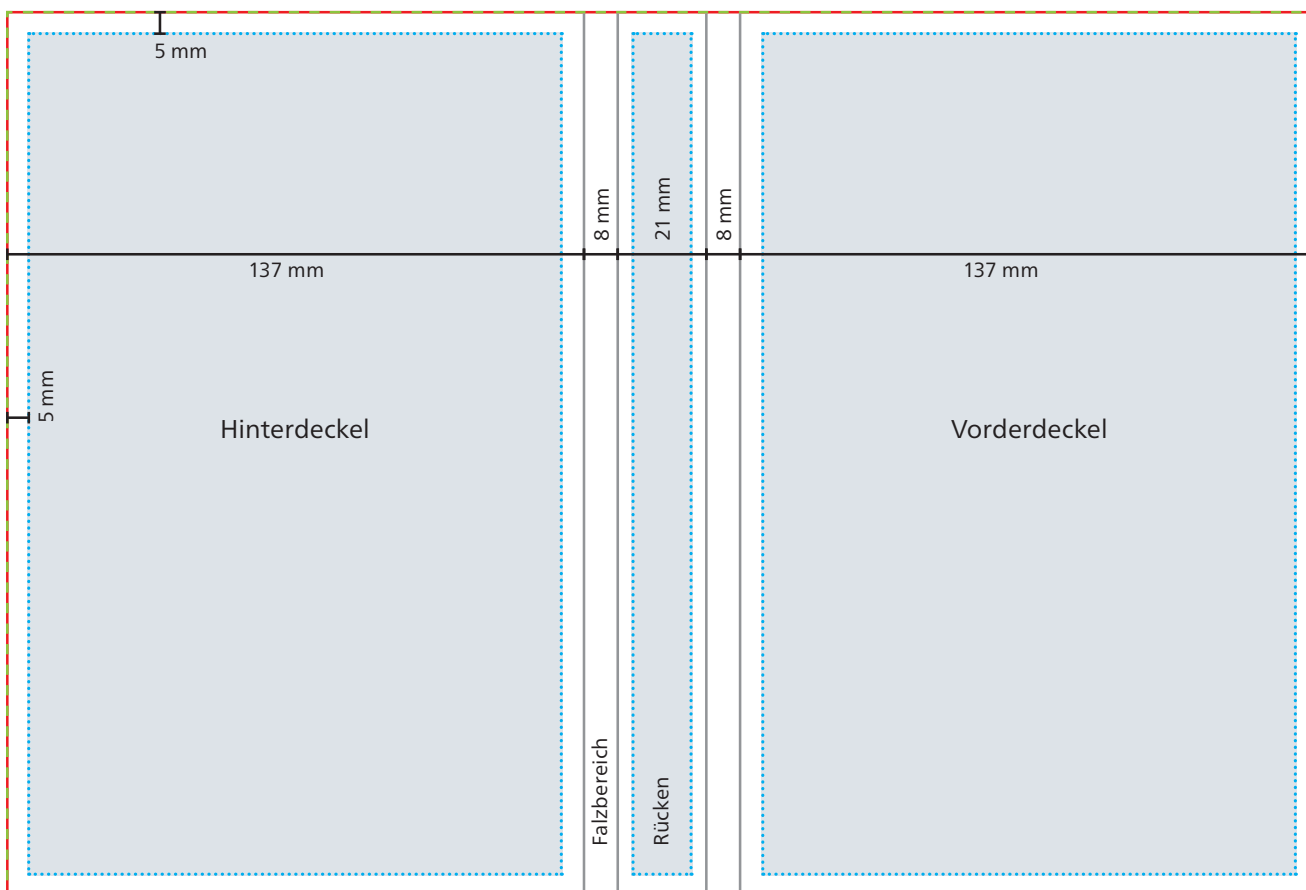 5 mm
8 mm
21 mm
8 mm
137 mm
137 mm
5 mm
Hinterdeckel
Vorderdeckel
Falzbereich
Rücken